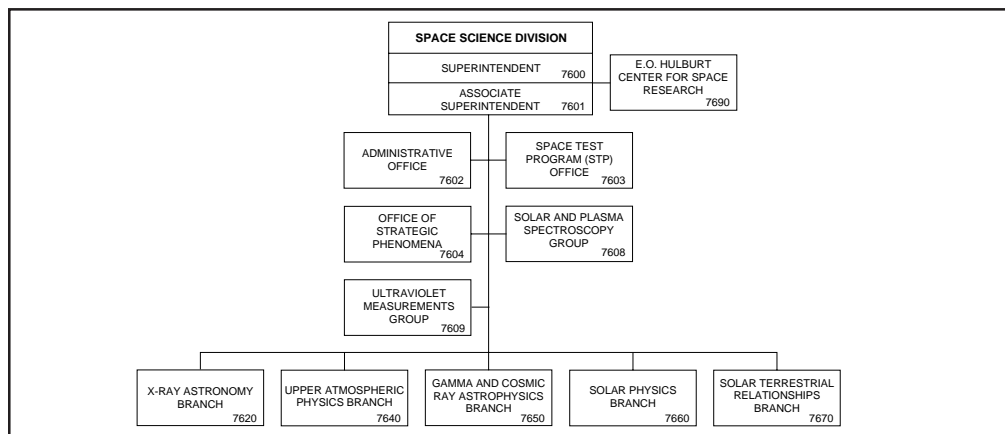 SPACE SCIENCE DIVISION
SUPERINTENDENT
7600
ASSOCIATE
SUPERINTENDENT
7601
E.O. HULBURT
CENTER FOR SPACE
RESEARCH
7690
ADMINISTRATIVE
OFFICE
7602
SPACE TEST
PROGRAM (STP)
OFFICE
7603
OFFICE OF
STRATEGIC
PHENOMENA
7604
SOLAR AND PLASMA
SPECTROSCOPY
GROUP
7608
ULTRAVIOLET
MEASUREMENTS
GROUP
7609
X-RAY ASTRONOMY
BRANCH
7620
UPPER ATMOSPHERIC
PHYSICS BRANCH
7640
GAMMA AND COSMIC
RAY ASTROPHYSICS
BRANCH
7650
SOLAR PHYSICS
BRANCH
7660
SOLAR TERRESTRIAL
RELATIONSHIPS
BRANCH
7670